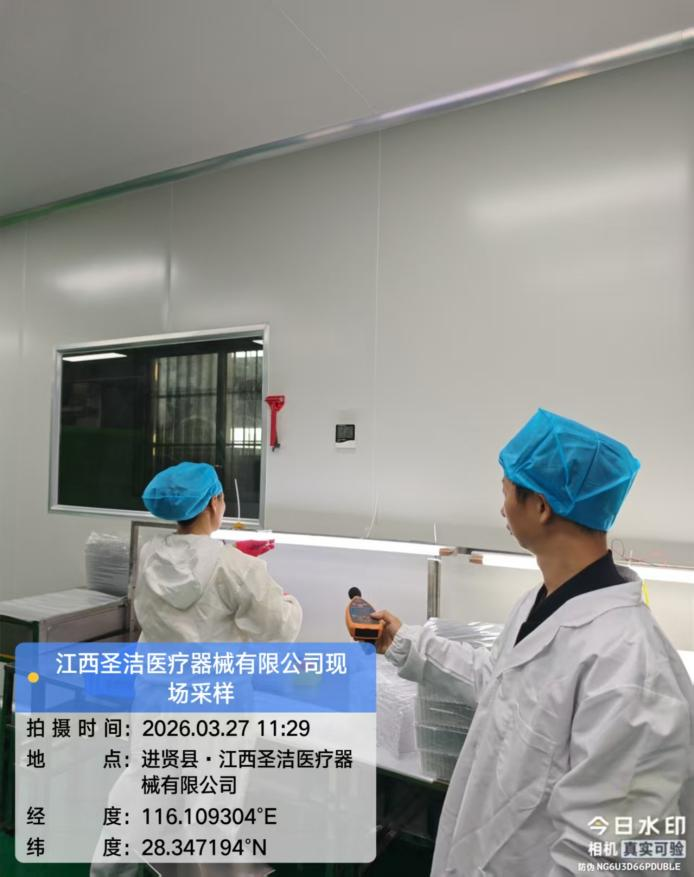 江西圣洁医疗器械有限公司现
场采样
拍摄时间：2026.03.27 11:29
地点：进贤县·江西圣洁医疗器
械有限公司
经度：116.109304°E
纬度：28.347194°N
今日水印
相机 真实可验
防伪 NG6U3D66PDUBLE